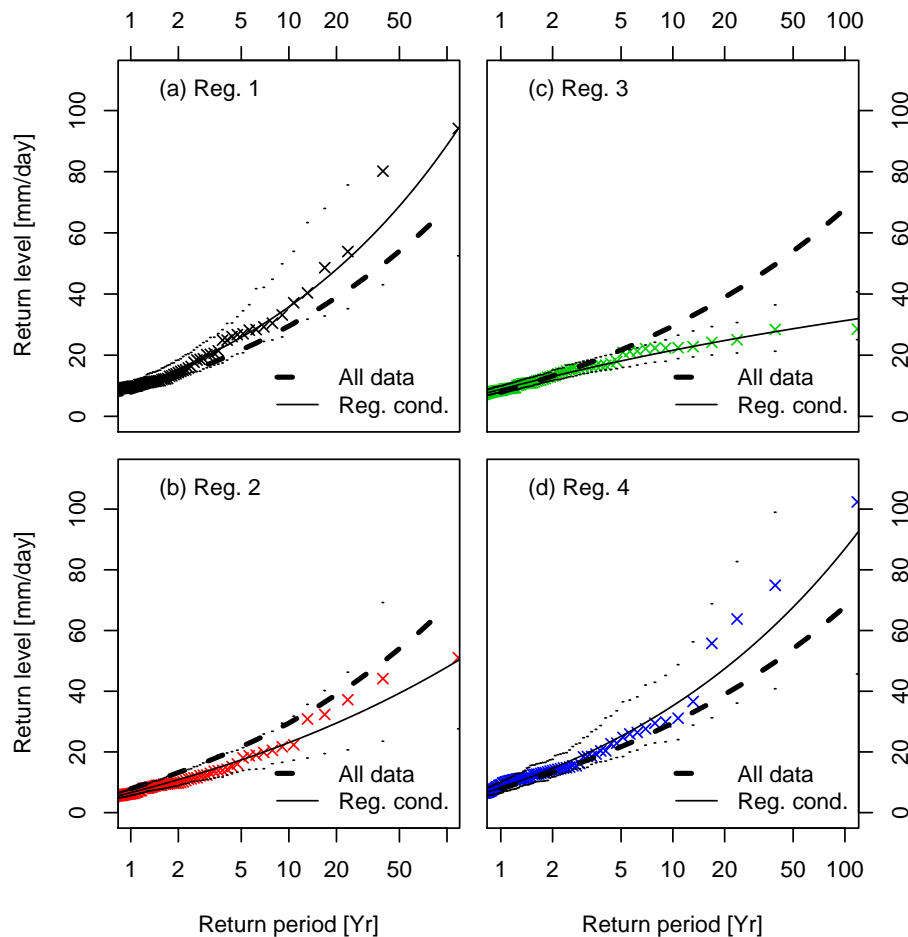 1 2 5 10 20 50
1 2 5 10 20 50 100
(a) Reg. 1
(c) Reg. 3
Return level [mm/day]
0 20 40 60 80 100
0 20 40 60 80 100
All data
Reg. cond.
All data
Reg. cond.
(b) Reg. 2
(d) Reg. 4
Return level [mm/day]
0 20 40 60 80 100
0 20 40 60 80 100
All data
Reg. cond.
All data
Reg. cond.
1 2 5 10 20 50
1 2 5 10 20 50 100
Return period [Yr]
Return period [Yr]